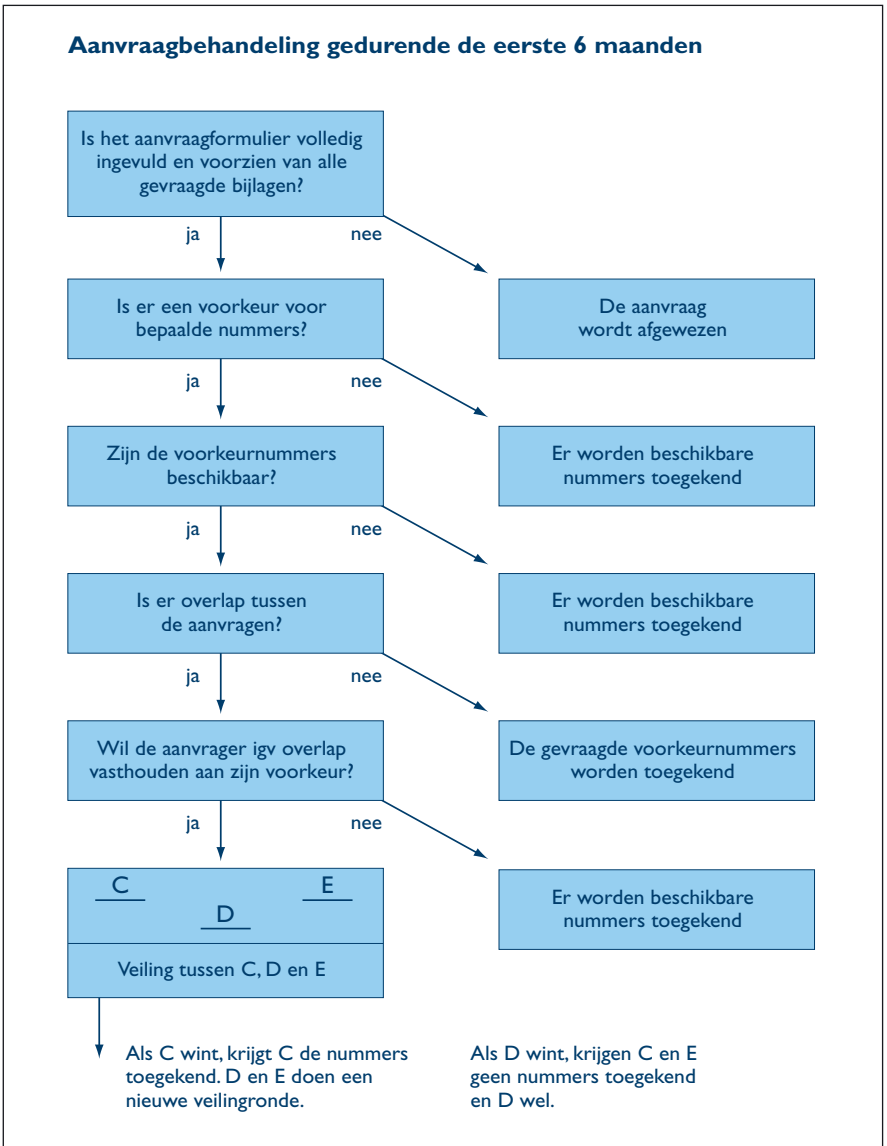 Aanvraagbehandeling gedurende de eerste 6 maanden
Is het aanvraagformulier volledig
ingevuld en voorzien van alle
gevraagde bijlagen?
ja
nee
Is er een voorkeur voor
bepaalde nummers?
De aanvraag
wordt afgewezen
ja
nee
Zijn de voorkeurnummers
beschikbaar?
Er worden beschikbare
nummers toegekend
ja
nee
Is er overlap tussen
de aanvragen?
Er worden beschikbare
nummers toegekend
ja
nee
Wil de aanvrager igv overlap
vasthouden aan zijn voorkeur?
De gevraagde voorkeurnummers
worden toegekend
ja
nee
C
E
D
Er worden beschikbare
nummers toegekend
Veiling tussen C, D en E
Als C wint, krijgt C de nummers
toegekend. D en E doen een
nieuwe veilingronde.
Als D wint, krijgen C en E
geen nummers toegekend
en D wel.